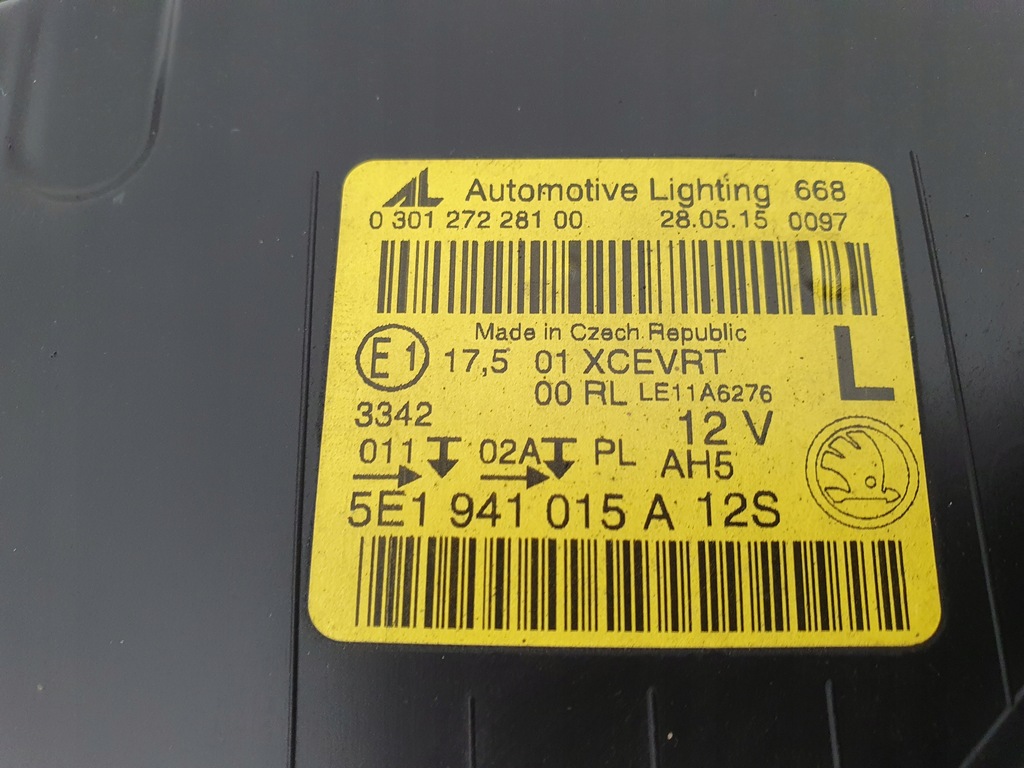 AL Automotive Lighting 668
0 301 272 281 00 28.05.15 0097
Made in Czech Republic
L
E1 17,5 01 XCEVRT
00 RL LE11A6276
3342 12 V
011 02A PL AH5
5E1 941 015 A 12S